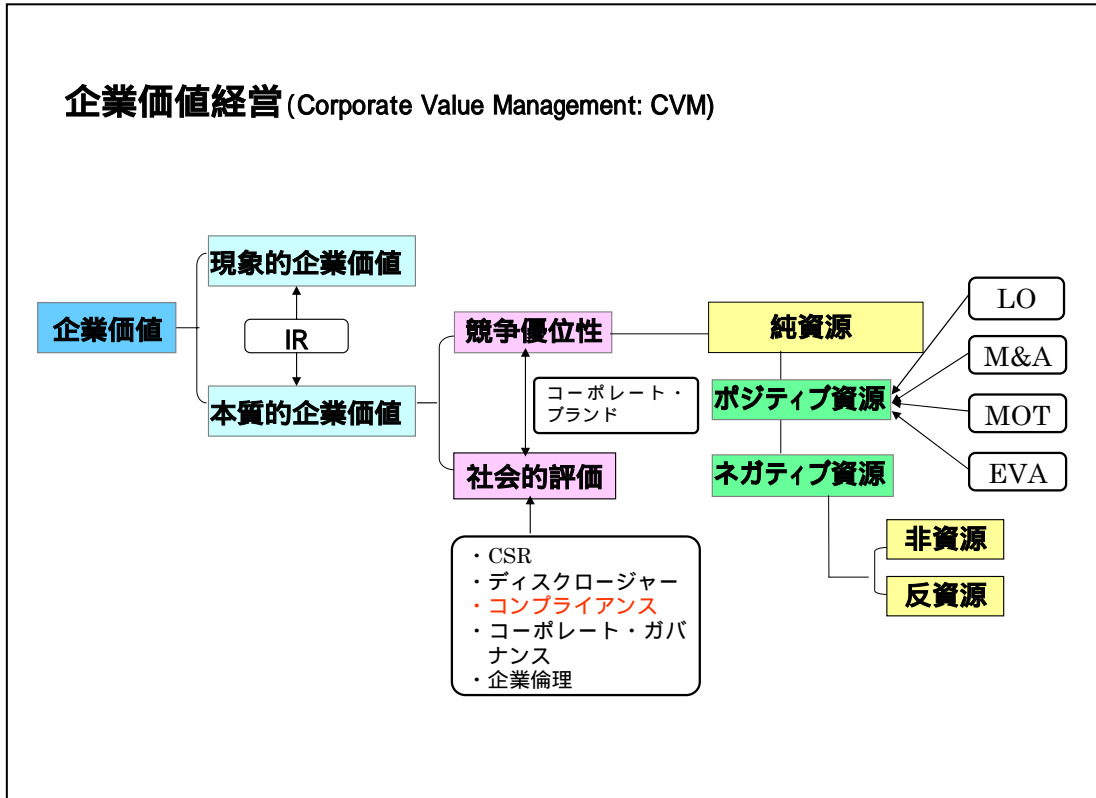 企業価値経営(Corporate Value Management: CVM)
現象的企業価値
企業価値
IR
本質的企業価値
競争優位性
コーポレート・
ブランド
社会的評価
・CSR
・ディスクロージャー
・コンプライアンス
・コーポレート・ガバ
ナンス
・企業倫理
純資源
ポジティブ資源
ネガティブ資源
LO
M&A
MOT
EVA
非資源
反資源